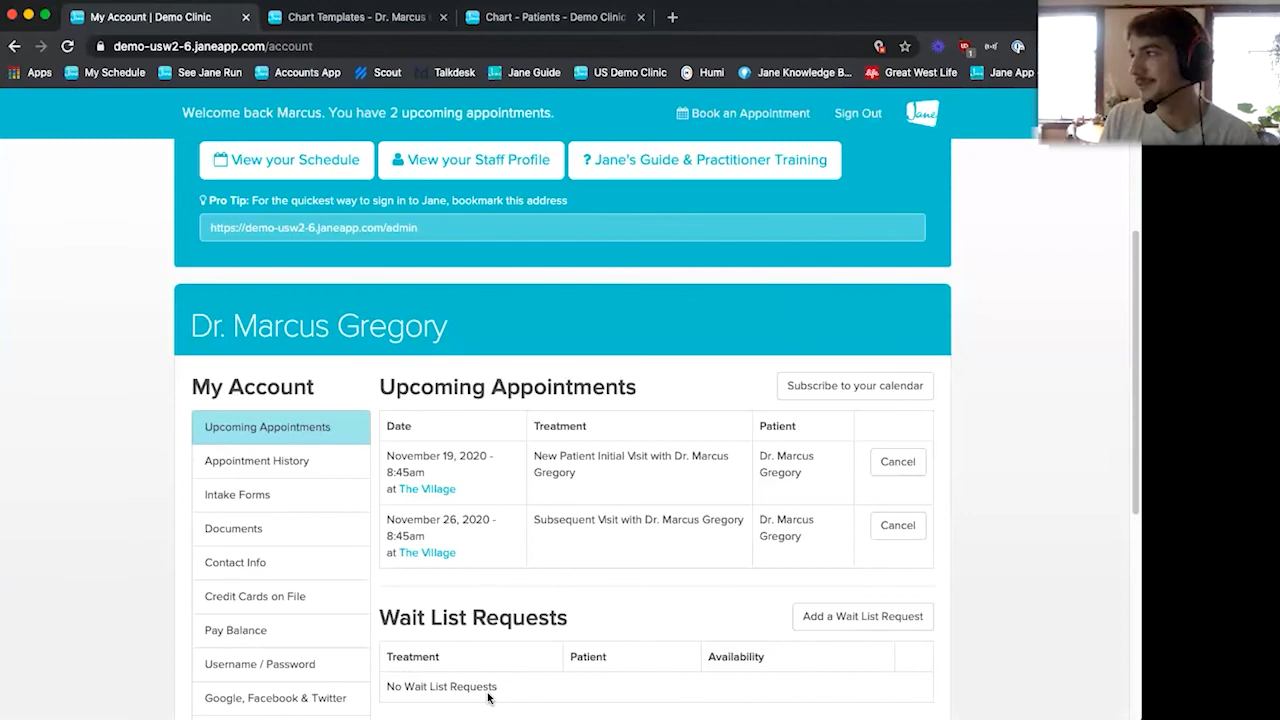 My Account | Demo Clinic
Chart Templates - Dr. Marcus
Chart - Patients - Demo Clinic
demo-usw2-6.janeapp.com/account
1
Apps My Schedule See Jane Run Accounts App Scout Talkdesk Jane Guide US Demo Clinic Humi Jane Knowledge B... Great West Life Jane App
Welcome back Marcus. You have 2 upcoming appointments.
Book an Appointment Sign Out Jane
View your Schedule View your Staff Profile ? Jane's Guide & Practitioner Training
Pro Tip: For the quickest way to sign in to Jane, bookmark this address
https://demo-usw2-6.janeapp.com/admin
Dr. Marcus Gregory
My Account
Upcoming Appointments
Appointment History
Intake Forms
Documents
Contact Info
Credit Cards on File
Pay Balance
Username / Password
Google, Facebook & Twitter
Upcoming Appointments
Subscribe to your calendar
Date Treatment Patient
November 19, 2020 - New Patient Initial Visit with Dr. Marcus Dr. Marcus
8:45am Gregory Gregory Cancel
at The Village
November 26, 2020 - Subsequent Visit with Dr. Marcus Gregory Dr. Marcus
8:45am Gregory Cancel
at The Village
Wait List Requests
Add a Wait List Request
Treatment Patient Availability
No Wait List Requests